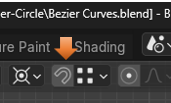 er-Circle\Bezier Curves.blend] - B
ure Paint Shading